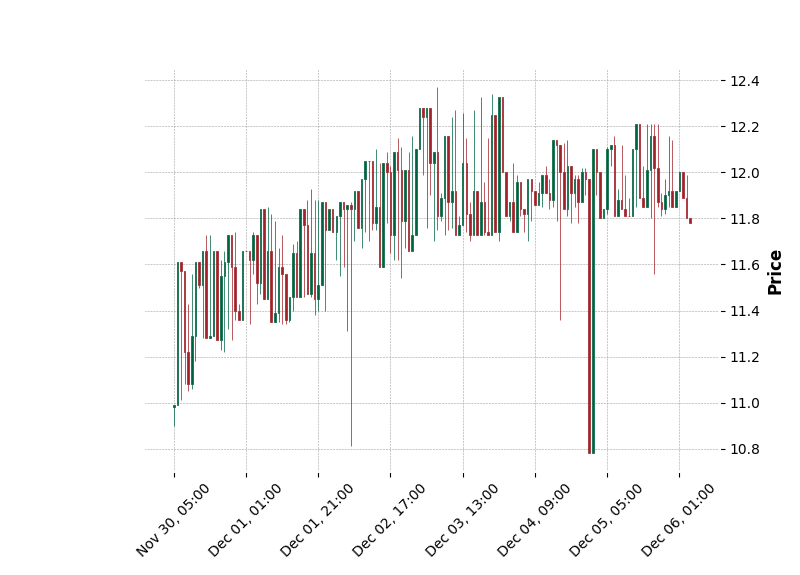 12.4
12.2
12.0
11.8
11.6
11.4
11.2
11.0
10.8
Price
Nov 30, 05:00
Dec 01, 01:00
Dec 01, 21:00
Dec 02, 17:00
Dec 03, 13:00
Dec 04, 09:00
Dec 05, 05:00
Dec 06, 01:00